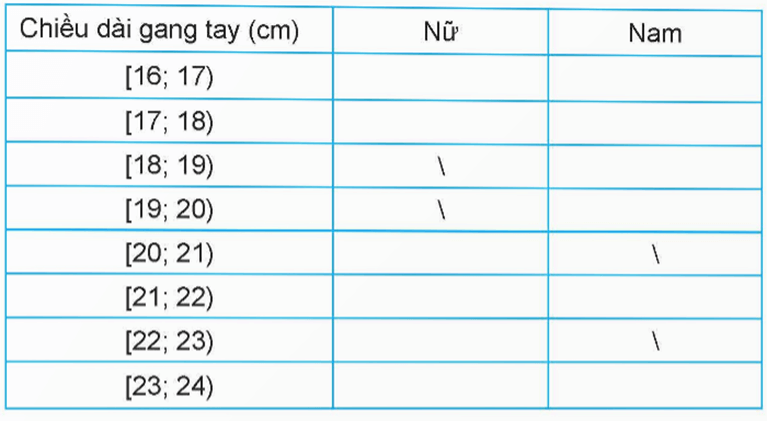 Chiều dài gang tay (cm) Nữ Nam
[16; 17)
[17; 18)
[18; 19) \
[19; 20) \
[20; 21) \
[21; 22)
[22; 23) \
[23; 24)